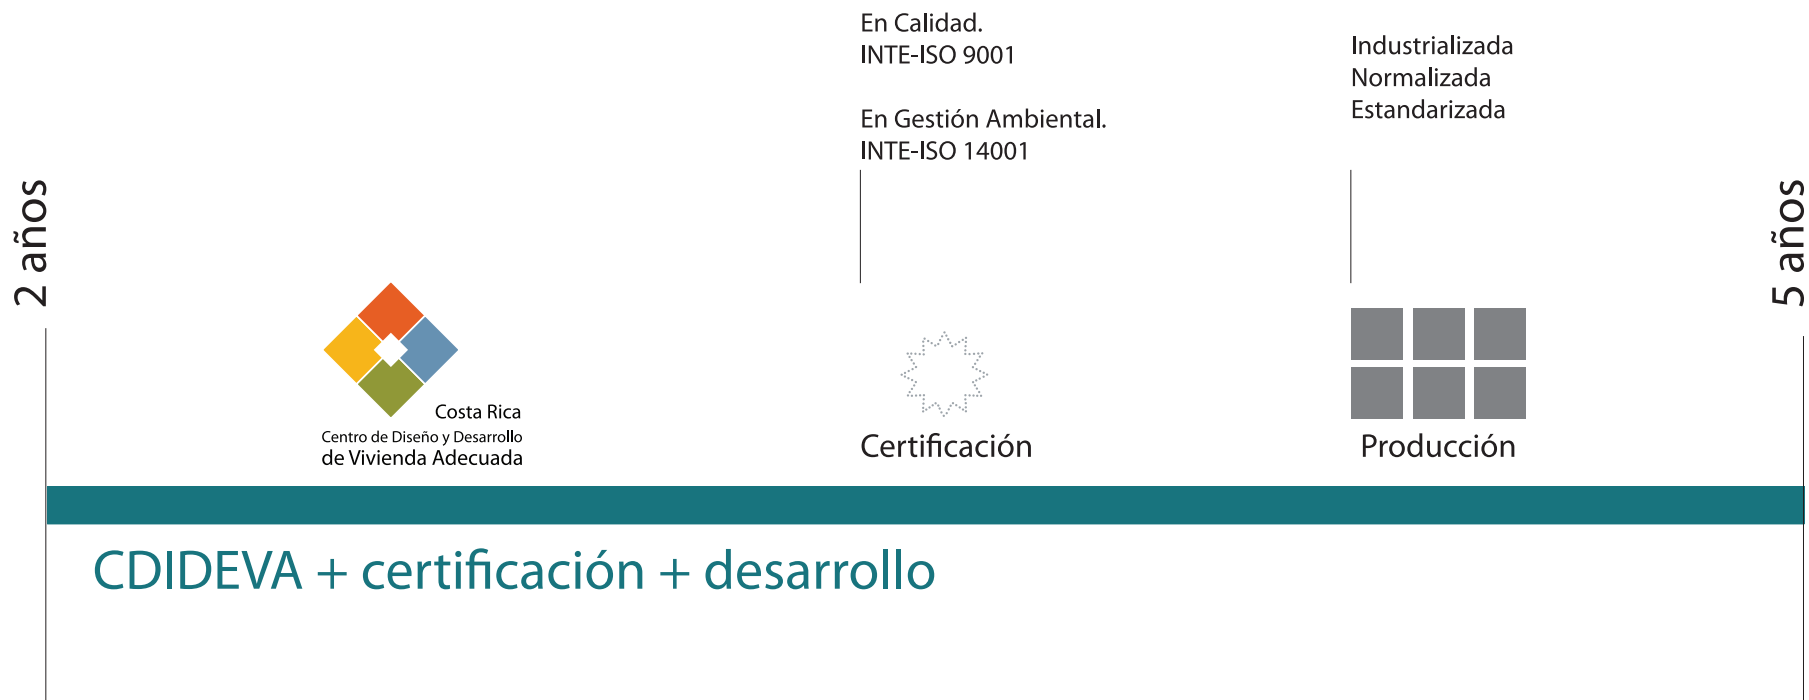 En Calidad.
INTE-ISO 9001
En Gestión Ambiental.
INTE-ISO 14001
Industrializada
Normalizada
Estandarizada
2 años
5 años
Costa Rica
Centro de Diseño y Desarrollo
de Vivienda Adecuada
Certificación
Producción
CDIDEVA + certificación + desarrollo